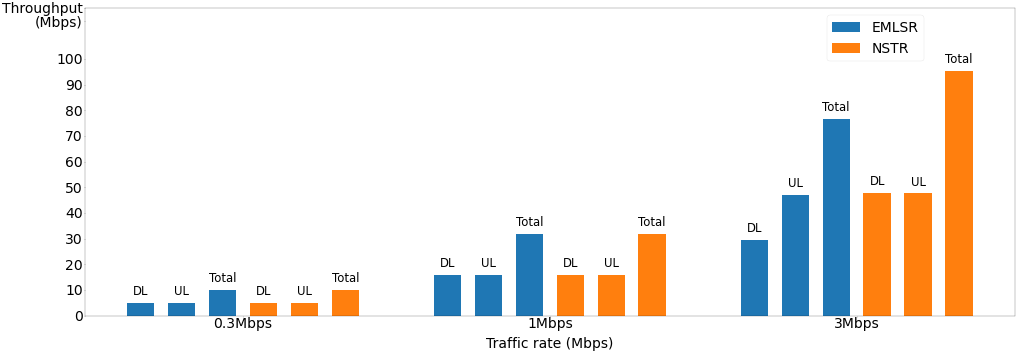 Throughput
(Mbps)
EMLSR
NSTR
100
90
80
70
60
50
40
30
20
10
0
DL
UL
Total
DL
UL
Total
DL
UL
Total
DL
UL
Total
DL
UL
Total
DL
UL
Total
0.3Mbps
1Mbps
3Mbps
Traffic rate (Mbps)